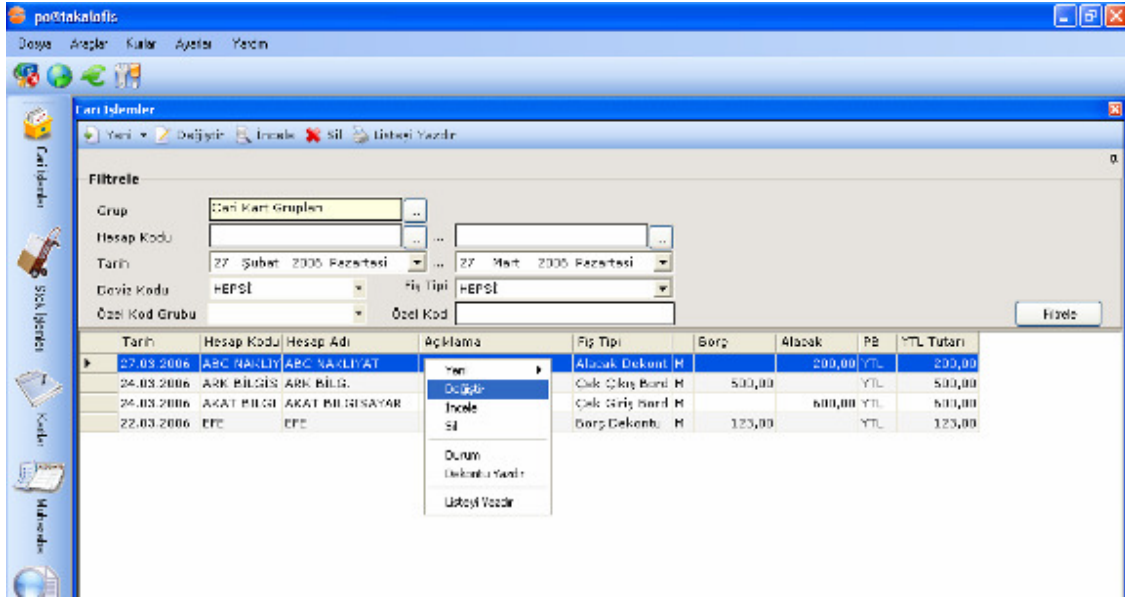 po@takalofis
Dosya Araçlar Kurlar Ayarlar Yardım
Cari İşlemler
Yeni Değiştir İncele Sil Listeyi Yazdır
Filtrele
Grup Cari Kart Grupları ..
Hesap Kodu .. ... ..
Tarih 27 Şubat 2006 Pazartesi ... 27 Mart 2006 Pazartesi
Döviz Kodu HEPSİ Fiş Tipi HEPSİ
Özel Kod Grubu Özel Kod Filtrele
Tarih Hesap Kodu Hesap Adı Açıklama Fiş Tipi Borç Alacak PB YTL Tutarı
27.03.2006 ABC NAKLİY ABC NAKLİYAT Alacak Dekont M 200,00 YTL 200,00
24.03.2006 ARK BİLGİS ARK BİLG. Çek Çıkış Bord M 500,00 YTL 500,00
24.03.2006 AKAT BİLGİ AKAT BİLGİSAYAR Çek Giriş Bord M 600,00 YTL 600,00
22.03.2006 EFE EFE Borç Dekontu M 123,00 YTL 123,00
Yeni
Değiştir
İncele
Sil
Durum
Dekontu Yazdır
Listeyi Yazdır
Cari İşlemler
Stok İşlemleri
Kartlar
Muhasebe